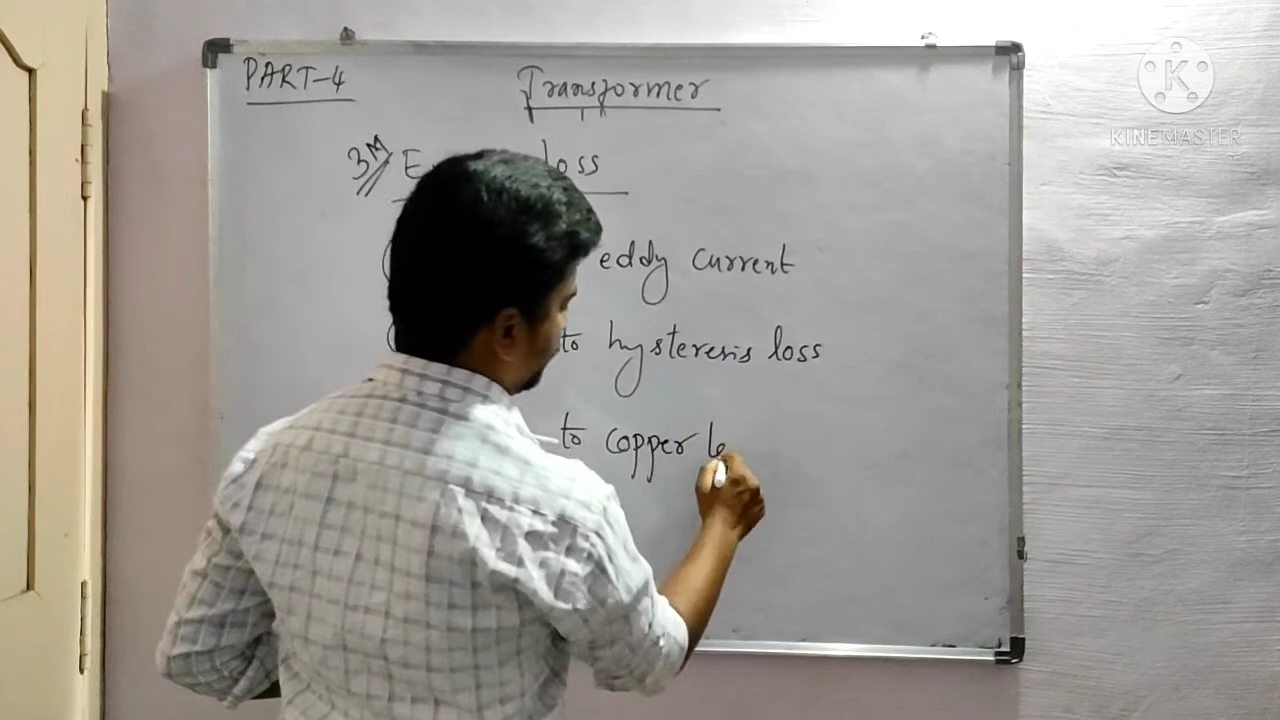 PART-4
Transformer
3M loss
eddy current
to hysteresis loss
to copper
K
KINEMASTER